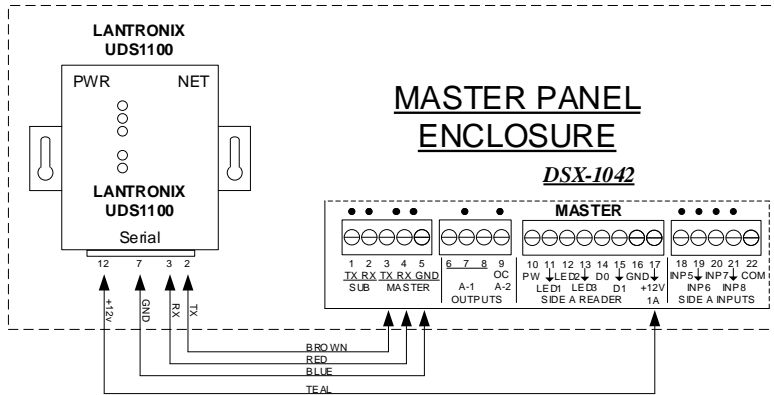 LANTRONIX
UDS1100
PWR NET
LANTRONIX
UDS1100
Serial
12 7 3 2
+12v GND RX TX
MASTER PANEL
ENCLOSURE
DSX-1042
MASTER
1 2 3 4 5 6 7 8 9 10 11 12 13 14 15 16 17 18 19 20 21 22
TX RX TX RX GND OC PW LED2 D0 GND +12V INP5 INP7 COM
SUB MASTER A-1 A-2 LED1 LED3 D1 1A INP6 INP8
OUTPUTS SIDE A READER SIDE A INPUTS
BROWN
RED
BLUE
TEAL